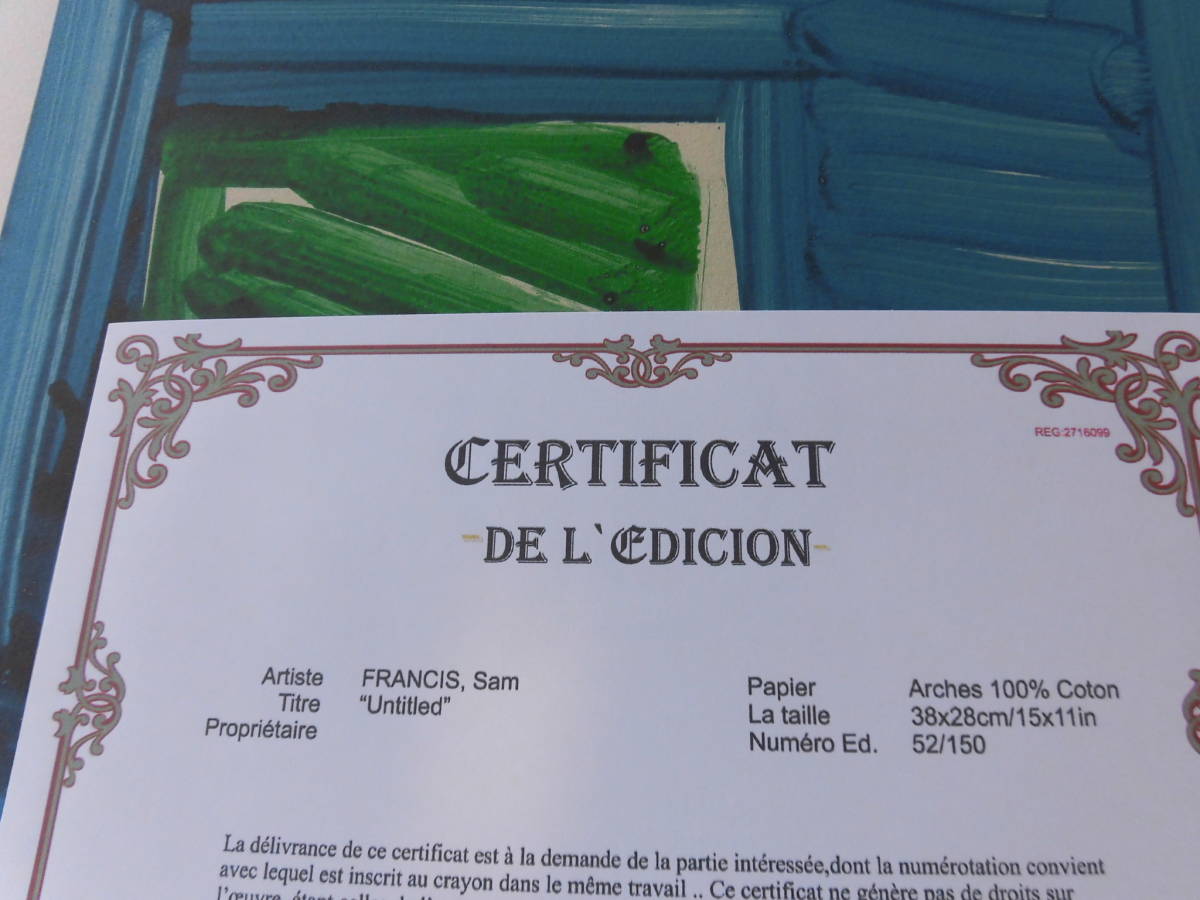 REG:2716099
CERTIFICAT
-DE L`EDICION-
Artiste FRANCIS, Sam
Titre “Untitled”
Propriétaire
Papier Arches 100% Coton
La taille 38x28cm/15x11in
Numéro Ed. 52/150
La délivrance de ce certificat est à la demande de la partie intéressée,dont la numérotation convient
avec lequel est inscrit au crayon dans le même travail .. Ce certificat ne génère pas de droits sur
l'œuvre, étant